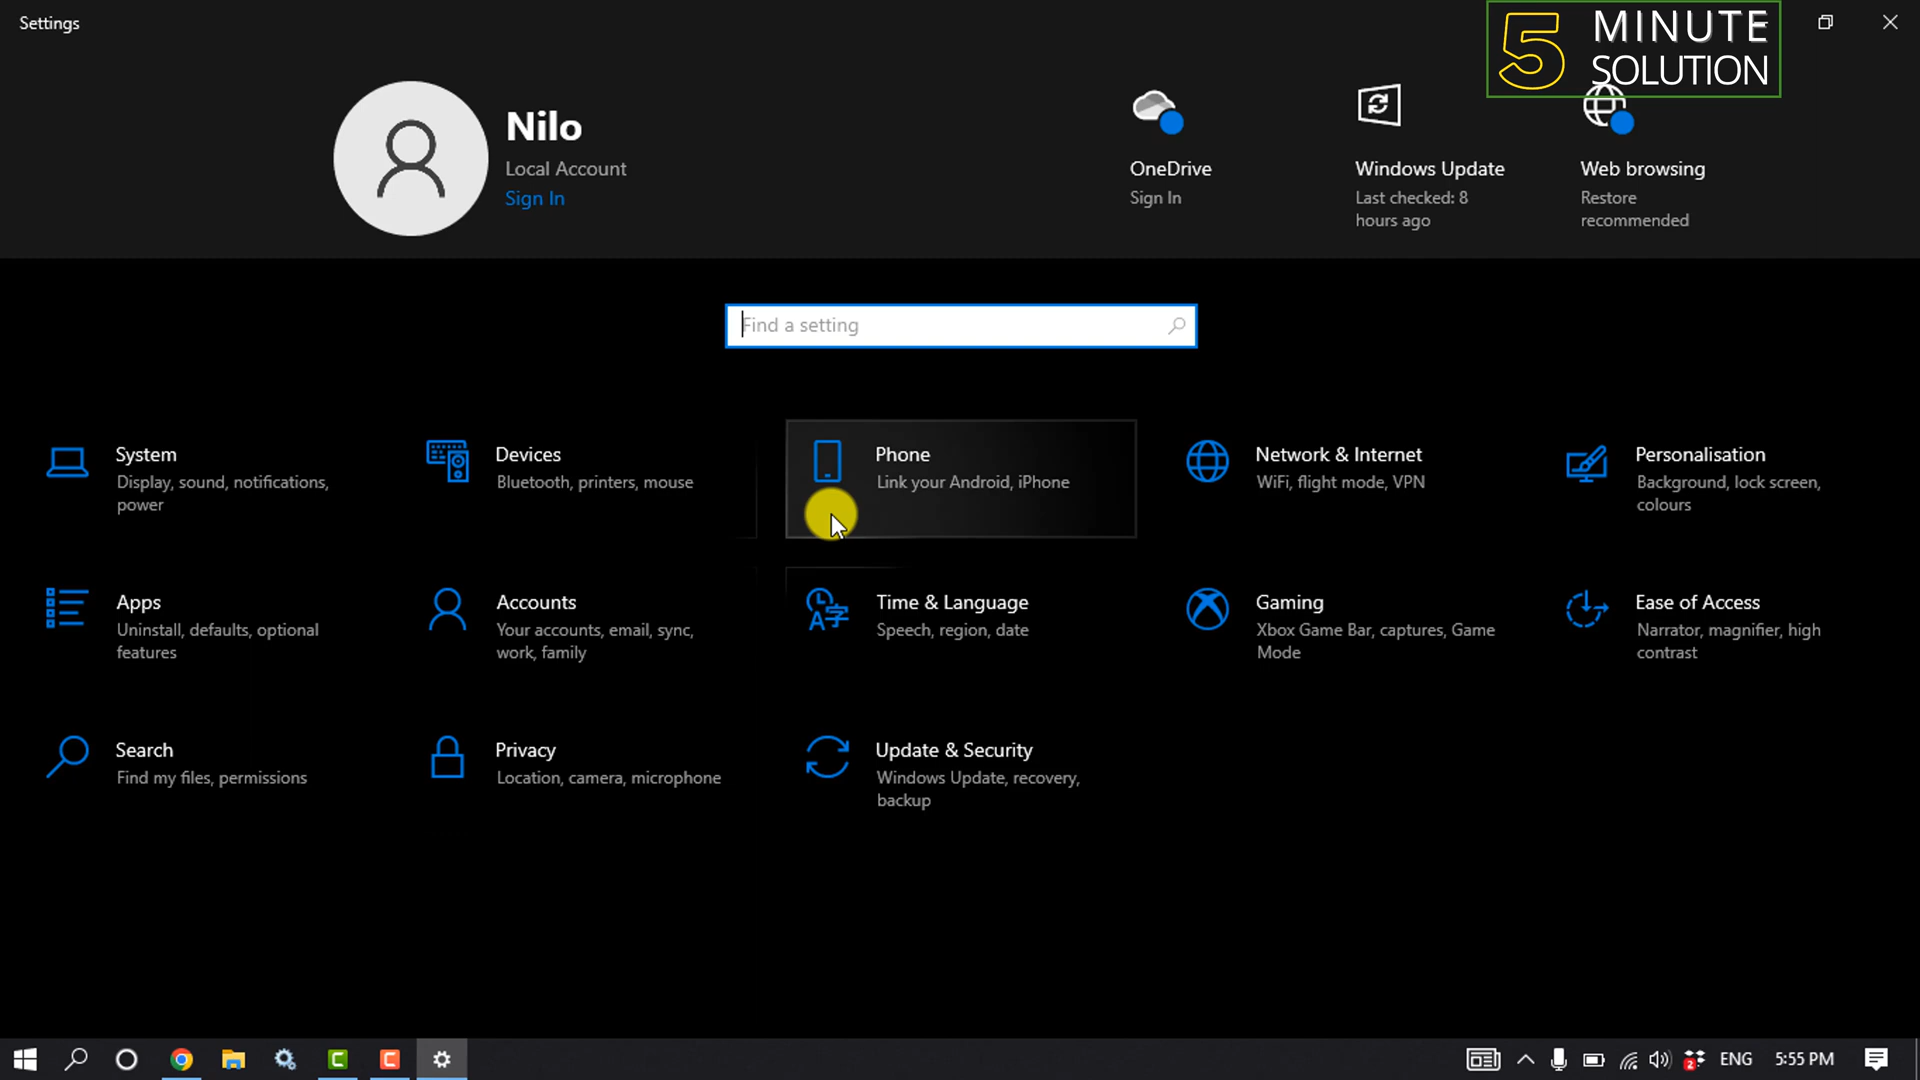 Settings
5 MINUTE
SOLUTION
Nilo
Local Account
Sign In
OneDrive
Sign In
Windows Update
Last checked: 8
hours ago
Web browsing
Restore
recommended
Find a setting
System
Display, sound, notifications,
power
Devices
Bluetooth, printers, mouse
Phone
Link your Android, iPhone
Network & Internet
WiFi, flight mode, VPN
Personalisation
Background, lock screen,
colours
Apps
Uninstall, defaults, optional
features
Accounts
Your accounts, email, sync,
work, family
Time & Language
Speech, region, date
Gaming
Xbox Game Bar, captures, Game
Mode
Ease of Access
Narrator, magnifier, high
contrast
Search
Find my files, permissions
Privacy
Location, camera, microphone
Update & Security
Windows Update, recovery,
backup
2
ENG
5:55 PM